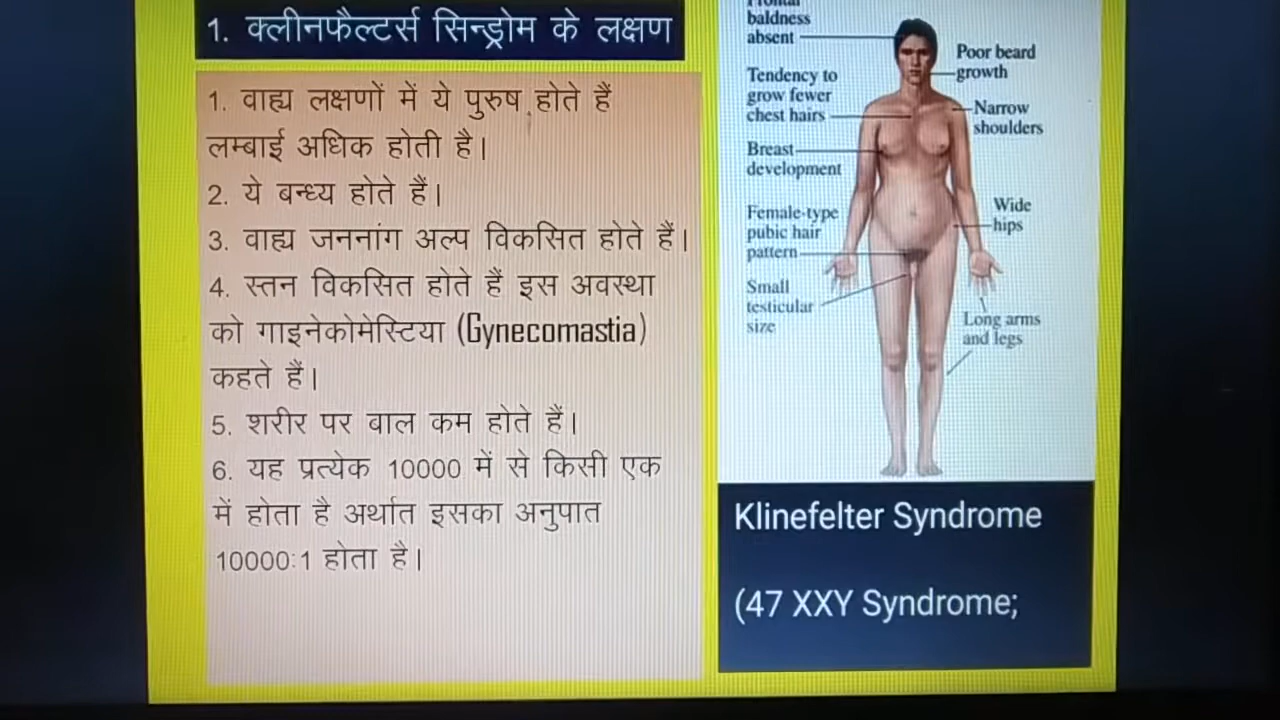 1. क्लीनफैल्टर्स सिन्ड्रोम के लक्षण
1. वाह्य लक्षणों में ये पुरुष होते हैं
लम्बाई अधिक होती है।
2. ये बन्ध्य होते हैं।
3. वाह्य जननांग अल्प विकसित होते हैं।
4. स्तन विकसित होते हैं इस अवस्था
को गाइनेकोमेस्टिया (Gynecomastia)
कहते हैं।
5. शरीर पर बाल कम होते हैं।
6. यह प्रत्येक 10000 में से किसी एक
में होता है अर्थात इसका अनुपात
10000:1 होता है।
Frontal
baldness
absent
Poor beard
growth
Tendency to
grow fewer
chest hairs
Narrow
shoulders
Breast
development
Female-type
pubic hair
pattern
Wide
hips
Small
testicular
size
Long arms
and legs
Klinefelter Syndrome
(47 XXY Syndrome;